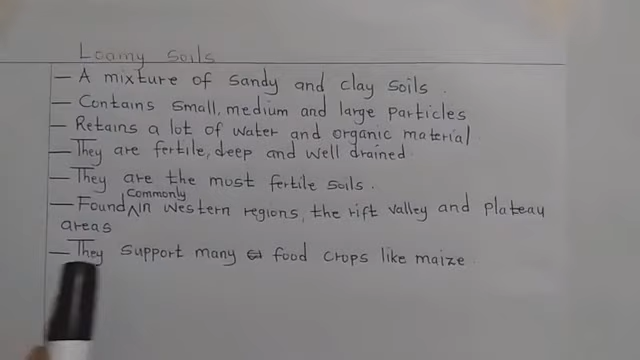 Loamy soils
— A mixture of sandy and clay soils.
— Contains small, medium and large particles
— Retains a lot of water and organic material.
— They are fertile, deep and well drained.
— They are the most fertile soils.
— Found commonly in western regions, the rift valley and plateau
areas
— They support many food crops like maize.